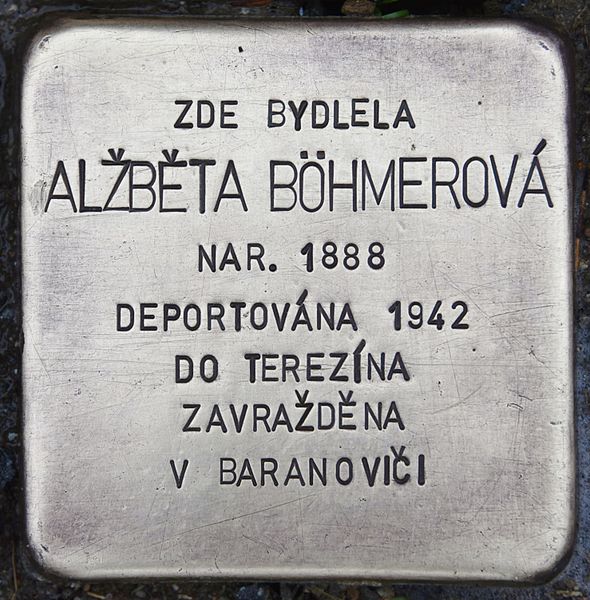 ZDE BYDLELA
ALŽBĚTA BÖHMEROVÁ
NAR. 1888
DEPORTOVÁNA 1942
DO TEREZÍNA
ZAVRAŽDĚNA
V BARANOVIČI